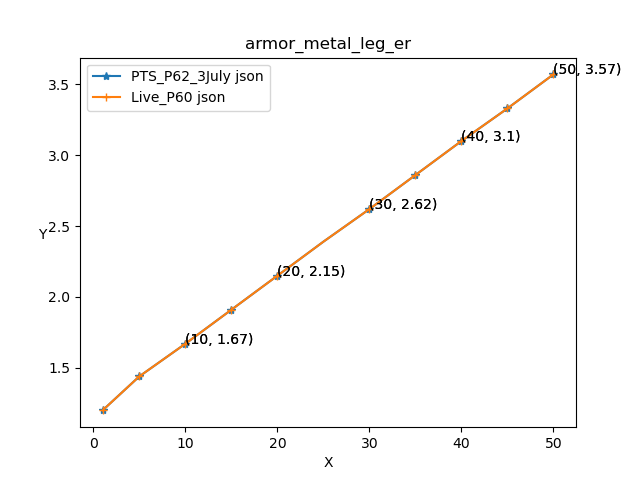 armor_metal_leg_er
PTS_P62_3July json
Live_P60 json
(50, 3.57)
(40, 3.1)
(30, 2.62)
(20, 2.15)
(10, 1.67)
3.5
3.0
2.5
2.0
1.5
Y
0 10 20 30 40 50
X